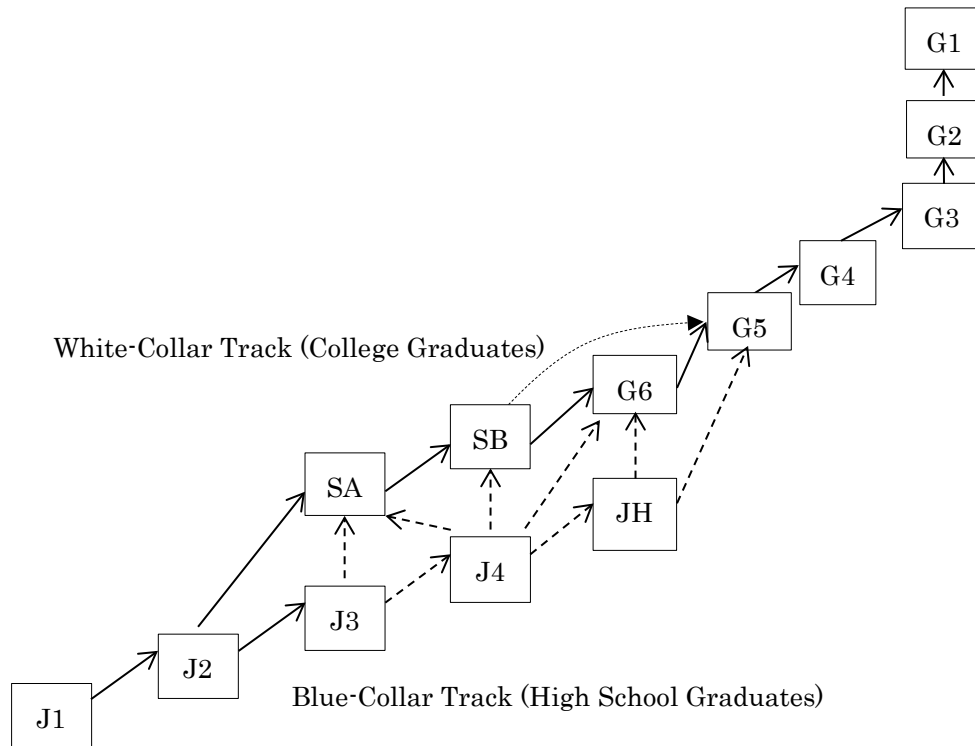 G1
G2
G3
G4
G5
White-Collar Track (College Graduates)
G6
SB
SA
JH
J4
J3
J2
Blue-Collar Track (High School Graduates)
J1